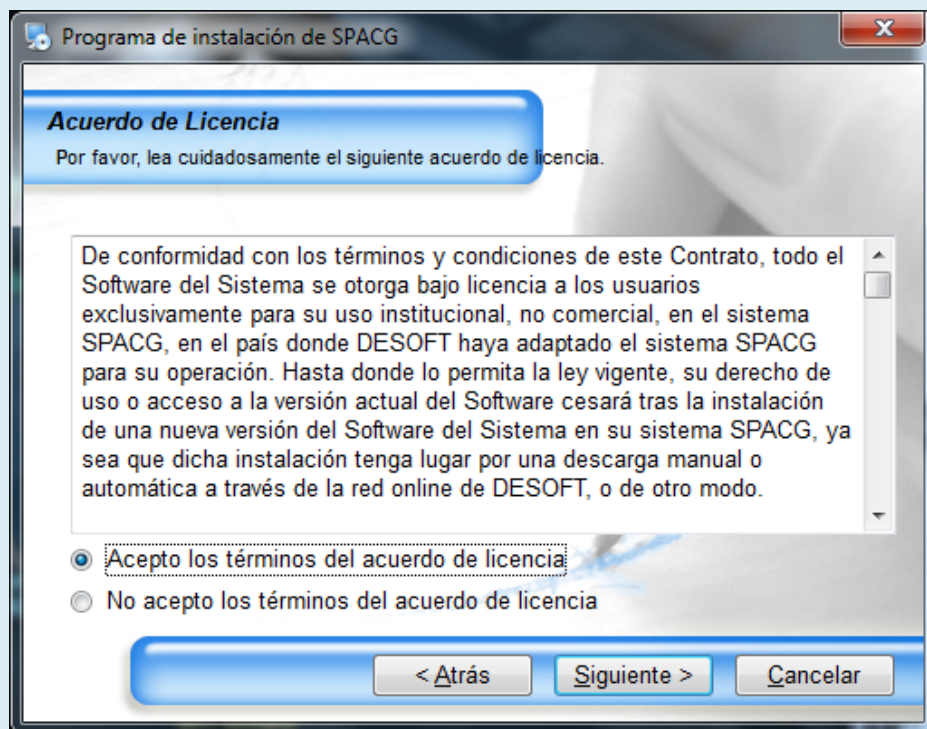 Programa de instalación de SPACG
Acuerdo de Licencia
Por favor, lea cuidadosamente el siguiente acuerdo de licencia.
De conformidad con los términos y condiciones de este Contrato, todo el
Software del Sistema se otorga bajo licencia a los usuarios
exclusivamente para su uso institucional, no comercial, en el sistema
SPACG, en el país donde DESOFT haya adaptado el sistema SPACG
para su operación. Hasta donde lo permita la ley vigente, su derecho de
uso o acceso a la versión actual del Software cesará tras la instalación
de una nueva versión del Software del Sistema en su sistema SPACG, ya
sea que dicha instalación tenga lugar por una descarga manual o
automática a través de la red online de DESOFT, o de otro modo.
Acepto los términos del acuerdo de licencia
No acepto los términos del acuerdo de licencia
< Atrás
Siguiente >
Cancelar